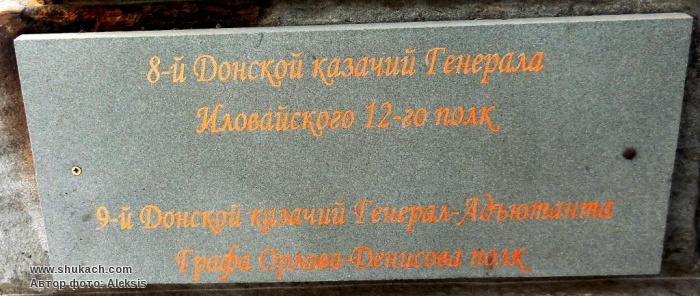 8-й Донской казачий Генерала
Иловайского 12-го полк
9-й Донской казачий Генерал-Адъютанта
Графа Орлава-Денисова полк
www.shukach.com
Автор фото: Aleksis